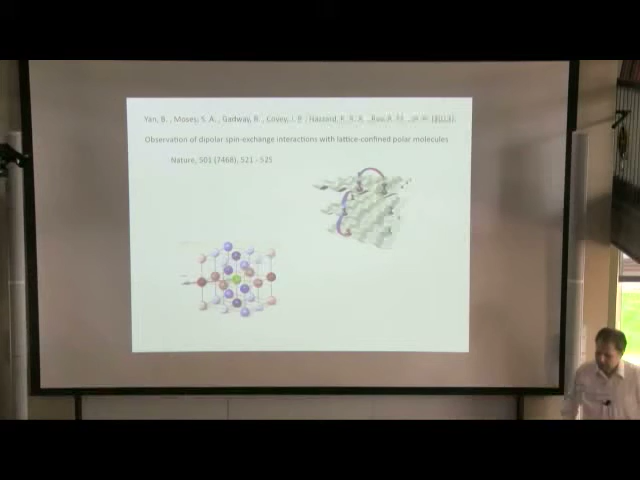 Yan, B. , Moses, S. A., Gadway, B., Covey, J. P., Hazzard, K. R. A., Rey, A. M., (2013).
Observation of dipolar spin-exchange interactions with lattice-confined polar molecules
Nature, 501 (7468), 521 - 525